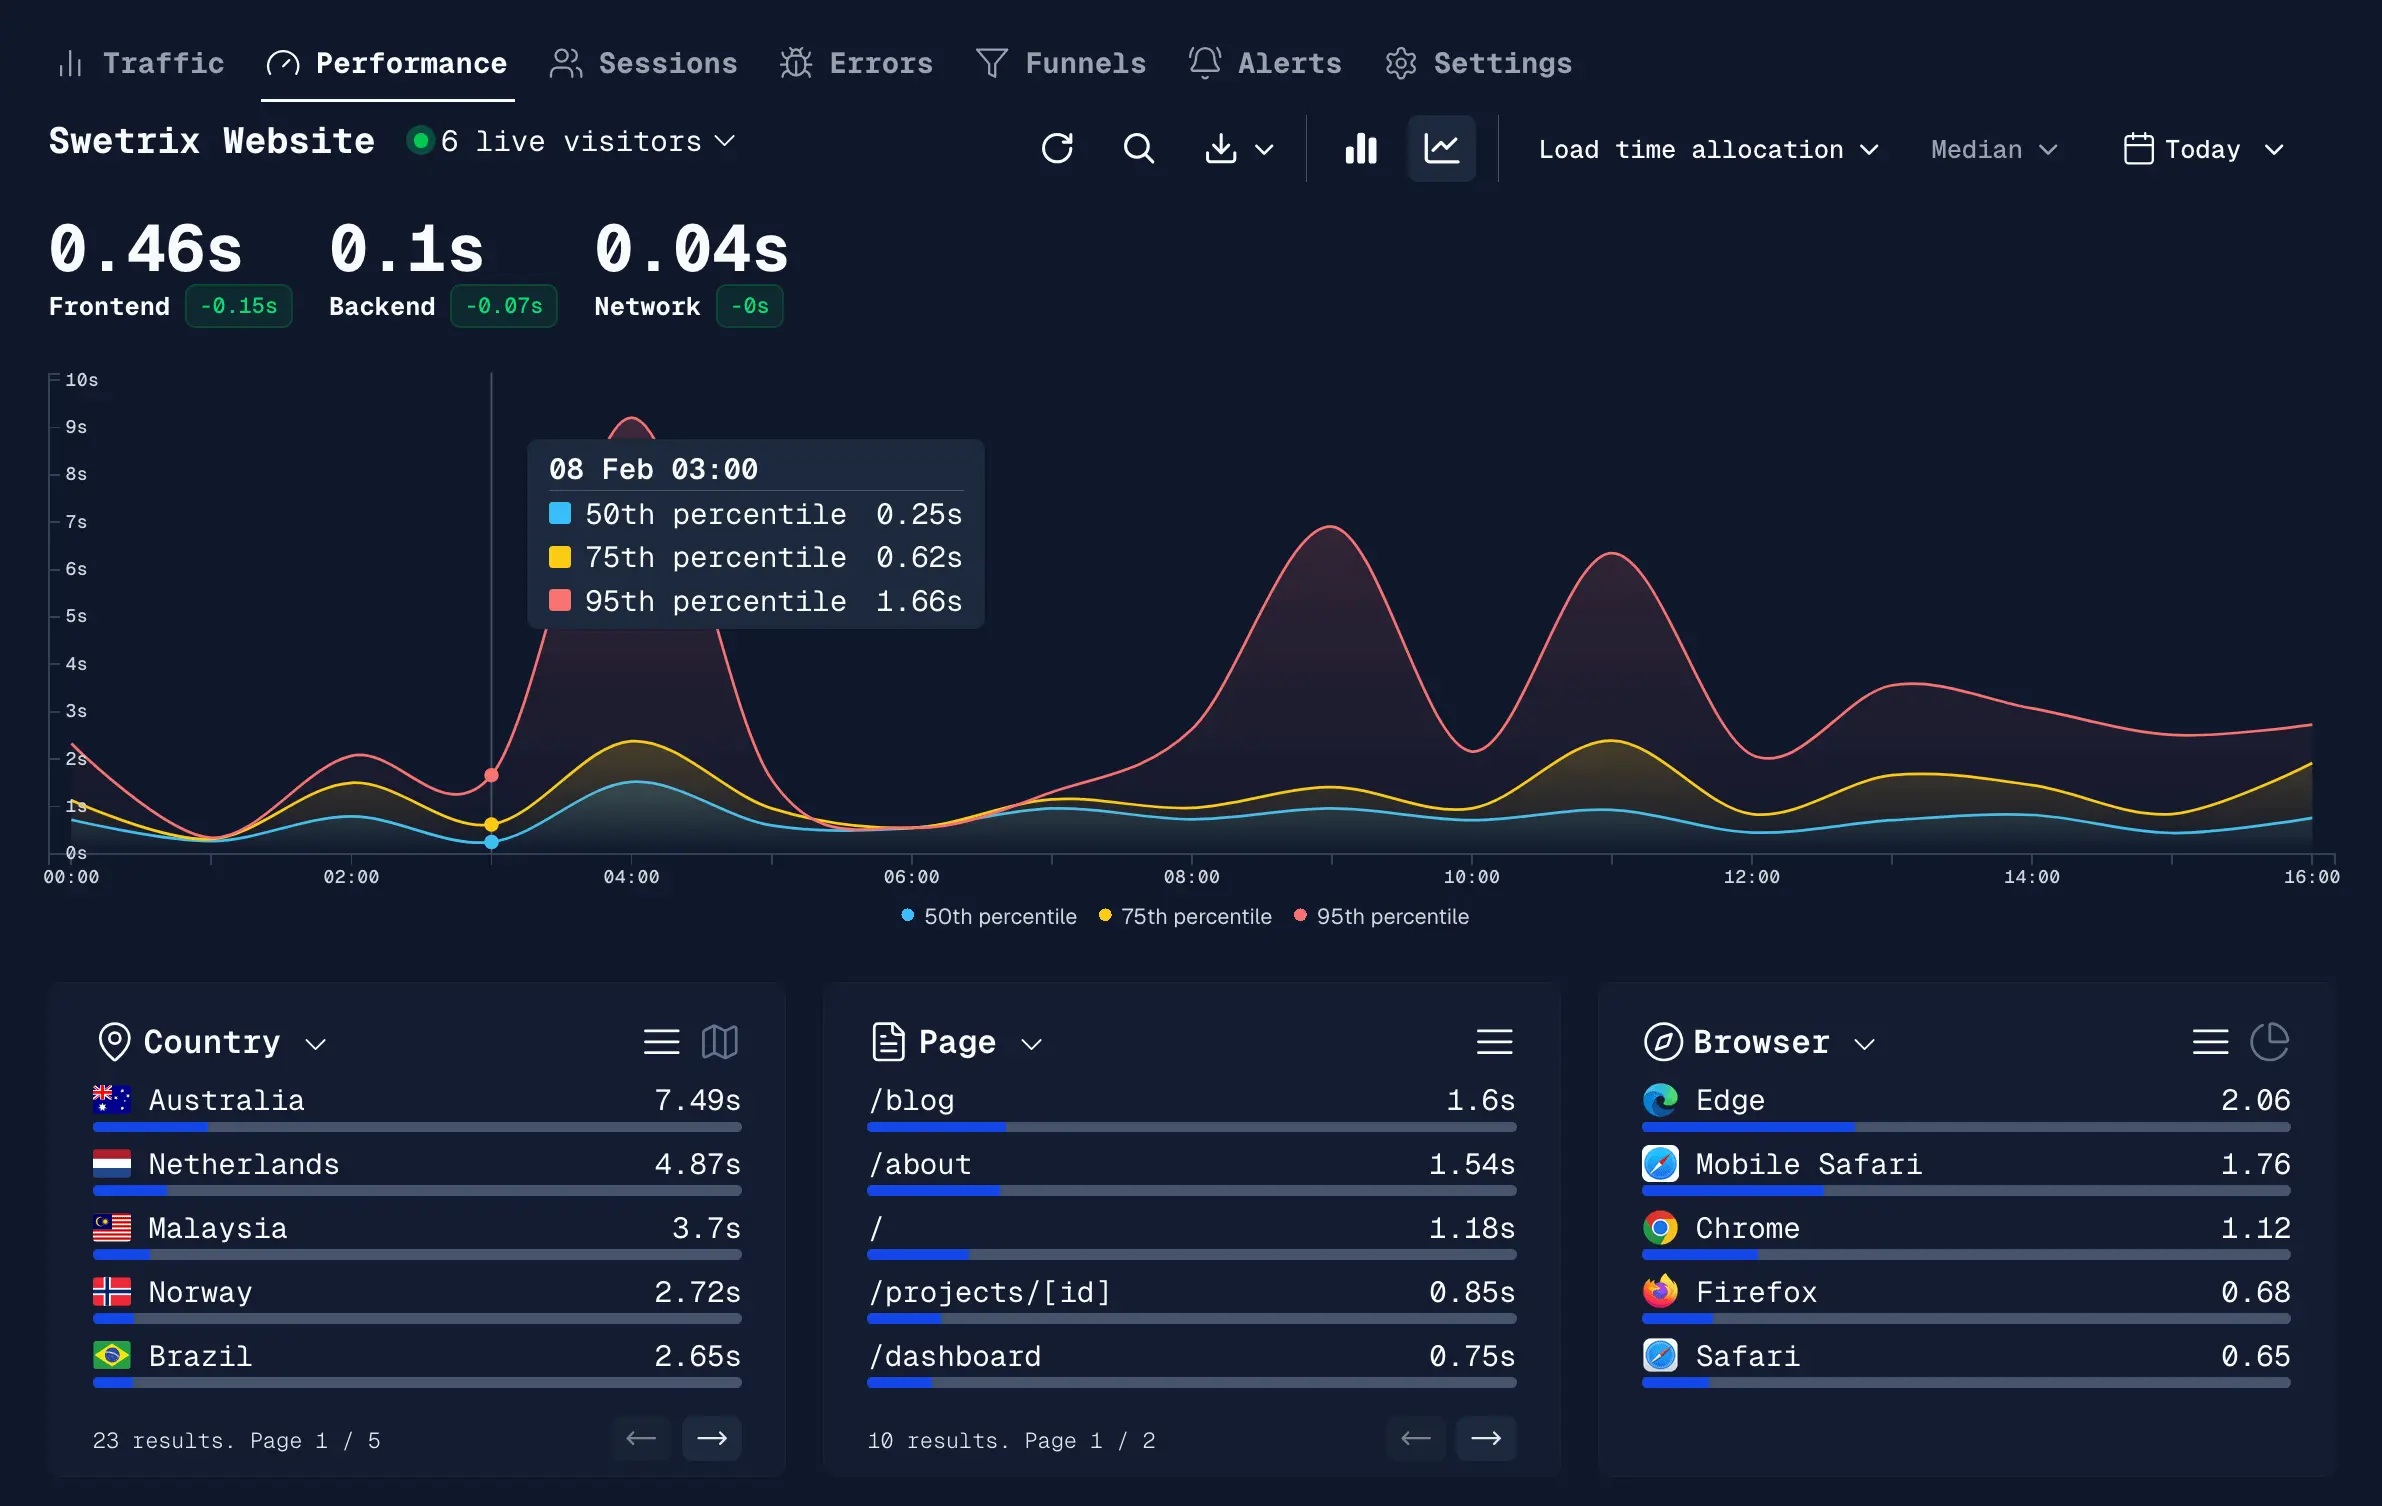 Traffic Performance Sessions Errors Funnels Alerts Settings
Swetrix Website 6 live visitors
Load time allocation Median Today
0.46s 0.1s 0.04s
Frontend -0.15s Backend -0.07s Network -0s
10s
9s
8s
7s
6s
5s
4s
3s
2s
1s
0s
08 Feb 03:00
50th percentile 0.25s
75th percentile 0.62s
95th percentile 1.66s
00:00 02:00 04:00 06:00 08:00 10:00 12:00 14:00 16:00
50th percentile 75th percentile 95th percentile
Country
Australia 7.49s
Netherlands 4.87s
Malaysia 3.7s
Norway 2.72s
Brazil 2.65s
23 results. Page 1 / 5
Page
/blog 1.6s
/about 1.54s
/ 1.18s
/projects/[id] 0.85s
/dashboard 0.75s
10 results. Page 1 / 2
Browser
Edge 2.06
Mobile Safari 1.76
Chrome 1.12
Firefox 0.68
Safari 0.65